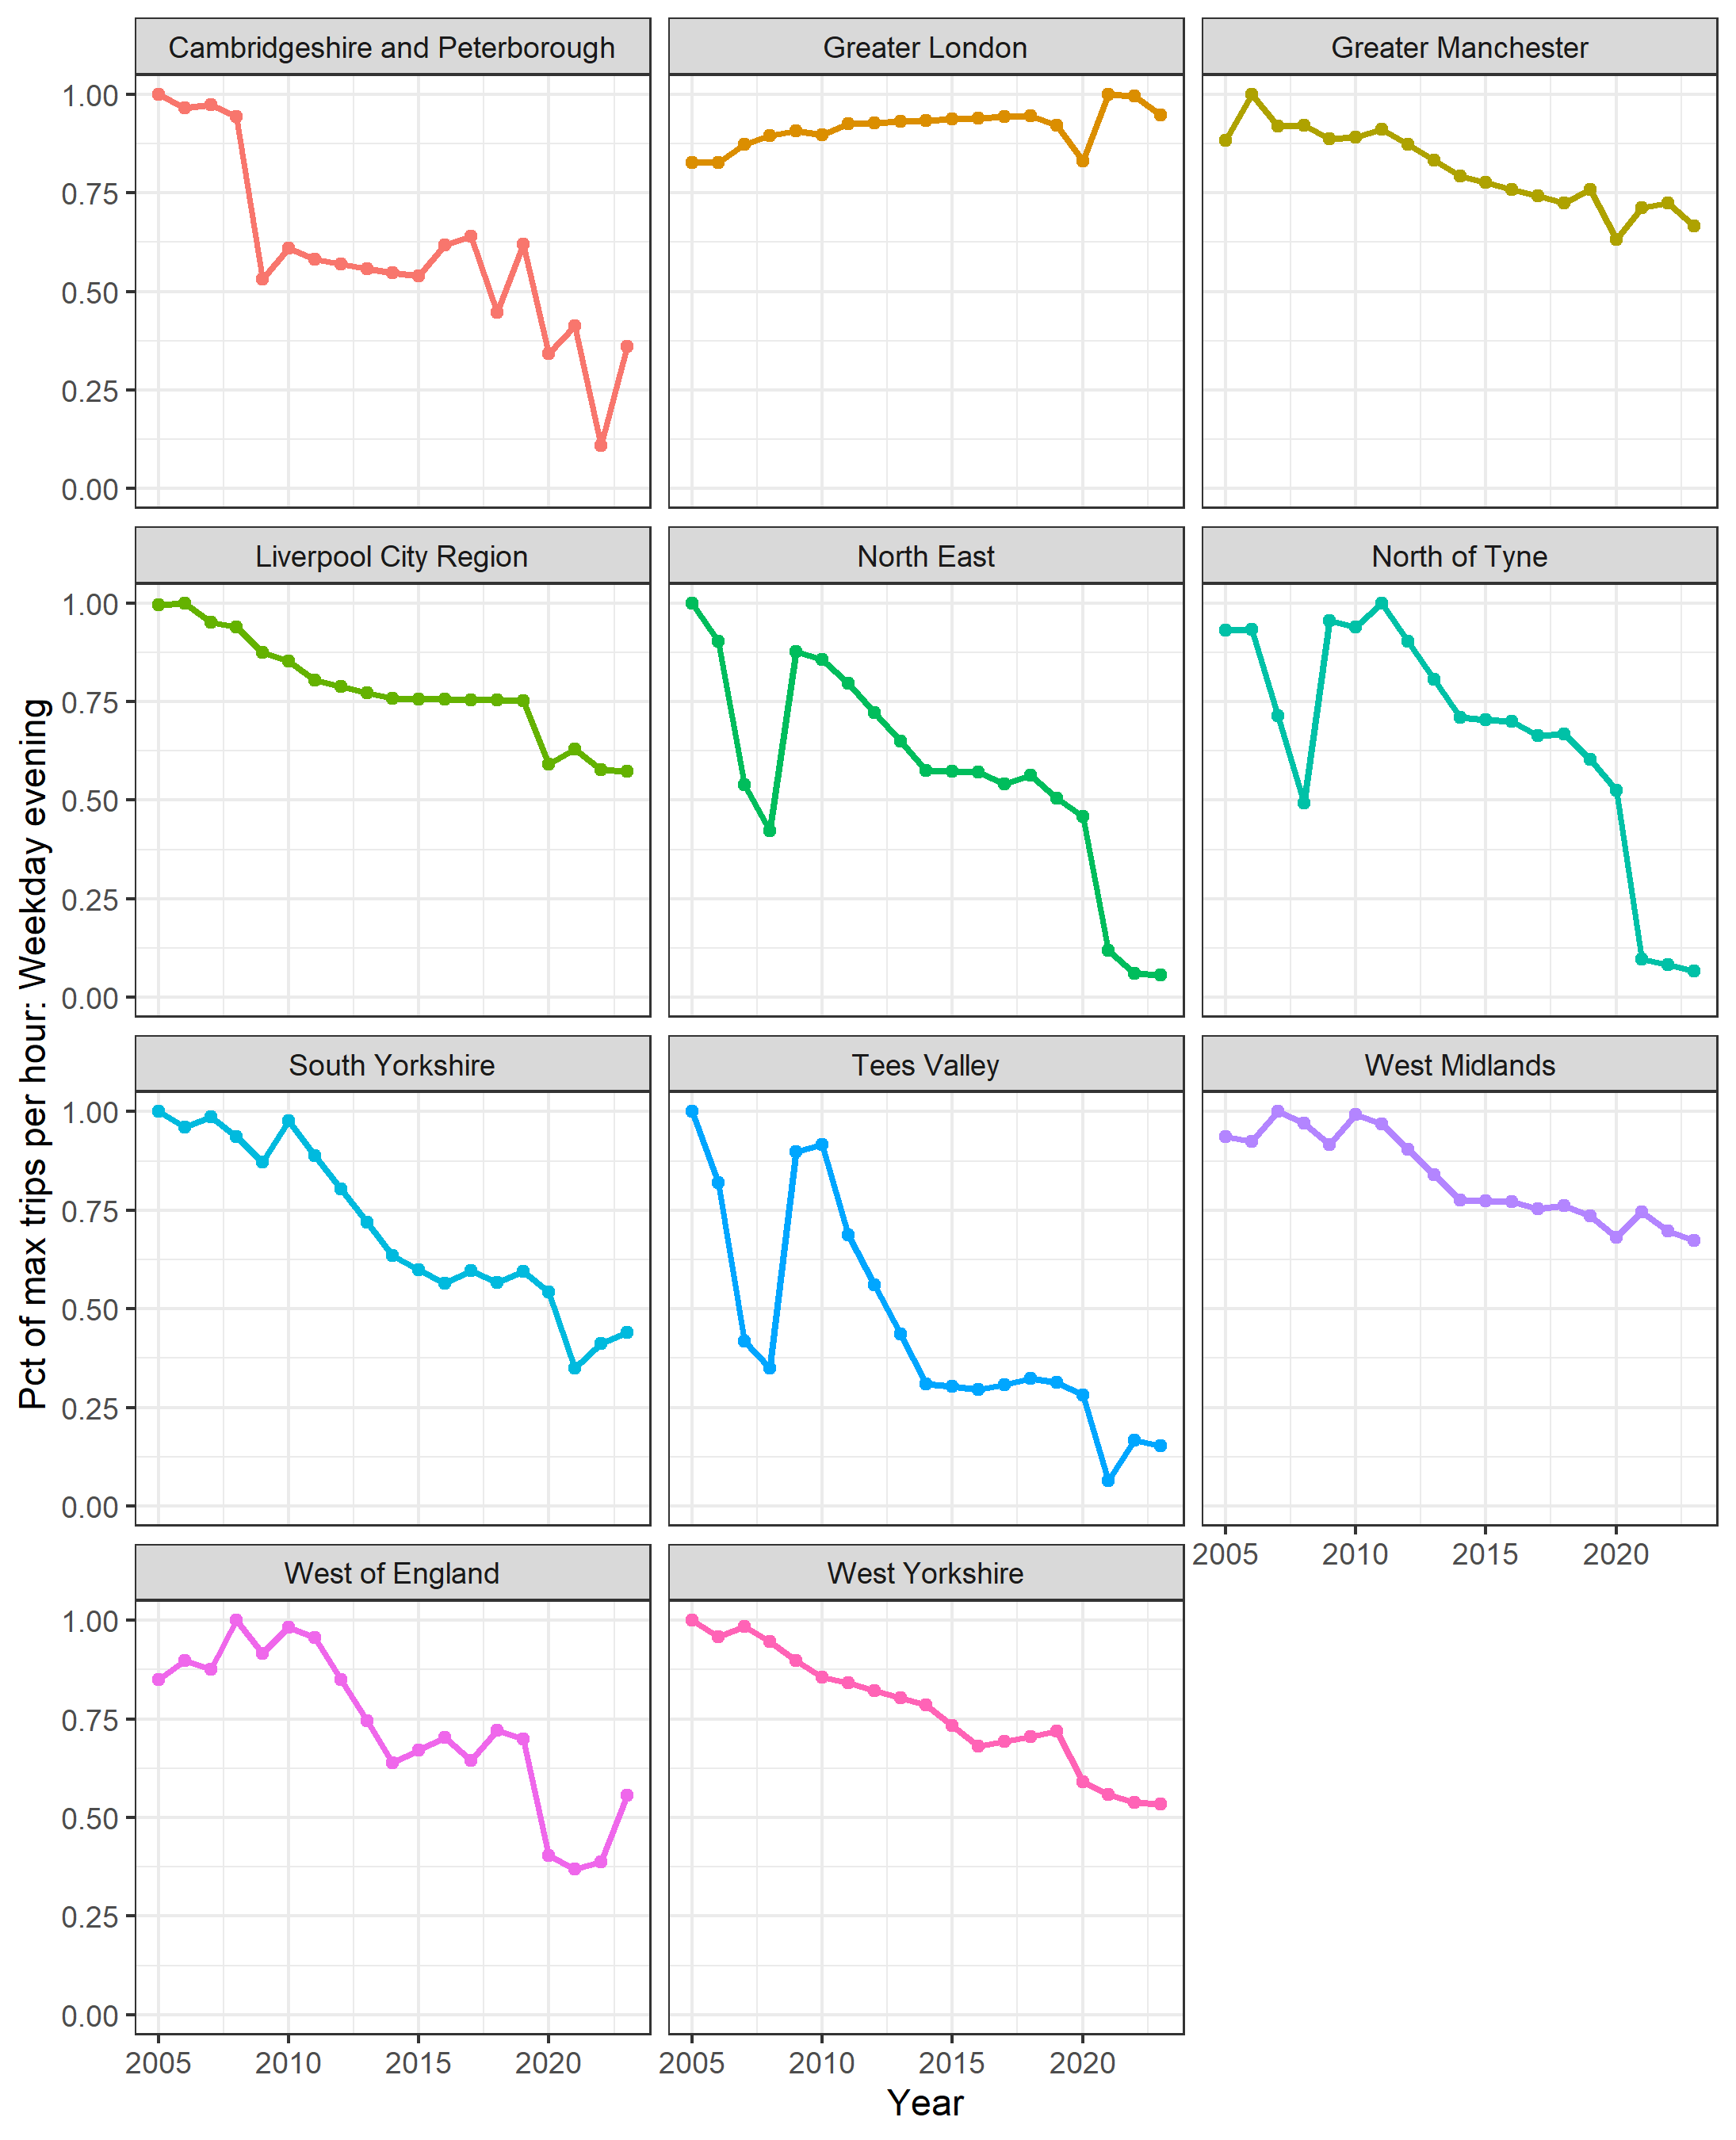 Cambridgeshire and Peterborough
Greater London
Greater Manchester
1.00
0.75
0.50
0.25
0.00
Liverpool City Region
North East
North of Tyne
1.00
0.75
0.50
0.25
0.00
South Yorkshire
Tees Valley
West Midlands
1.00
0.75
0.50
0.25
0.00
2005 2010 2015 2020
West of England
West Yorkshire
1.00
0.75
0.50
0.25
0.00
2005 2010 2015 2020
2005 2010 2015 2020
Year
Pct of max trips per hour: Weekday evening